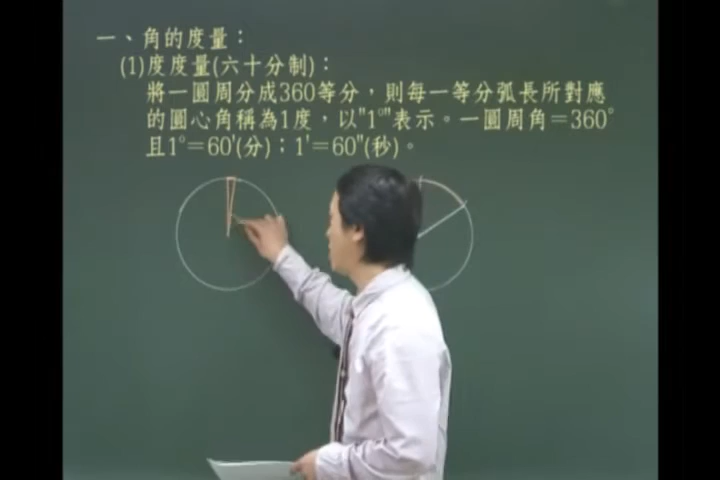 一、角的度量：
(1)度度量(六十分制)：
將一圓周分成360等分，則每一等分弧長所對應
的圓心角稱為1度，以"1°"表示。一圓周角＝360°
且1°＝60'(分)；1'＝60"(秒)。